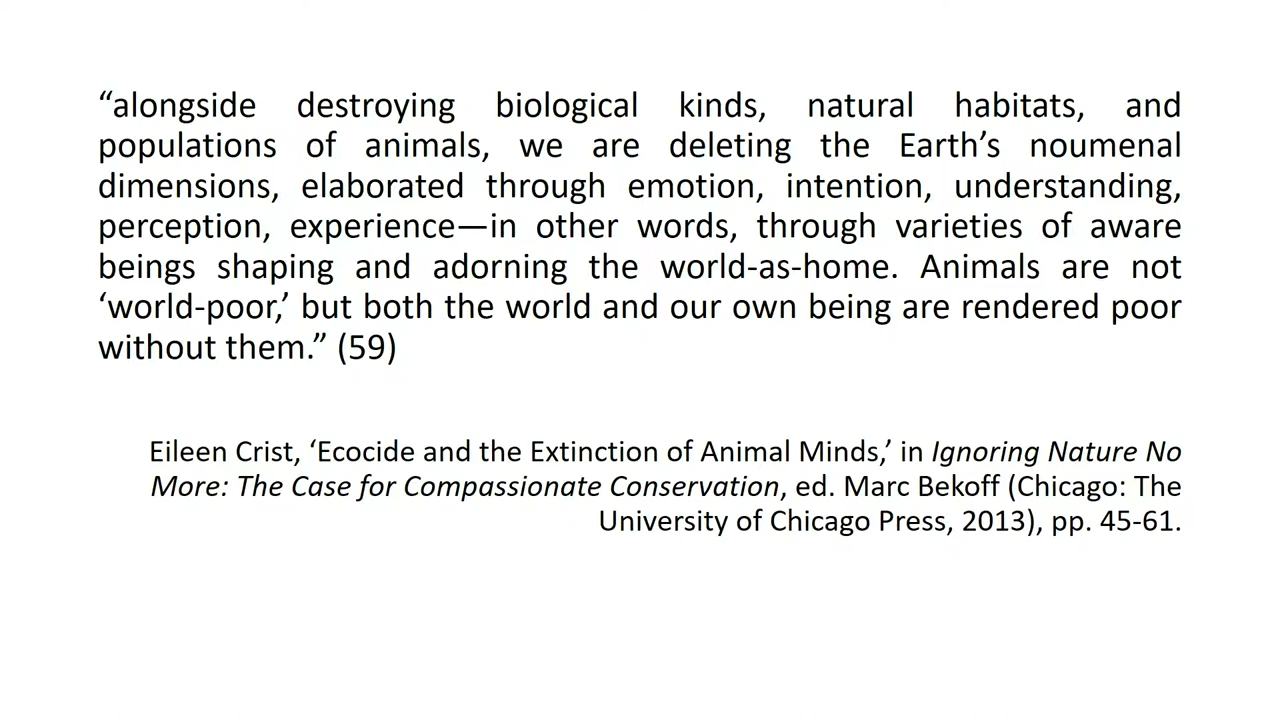 “alongside destroying biological kinds, natural habitats, and
populations of animals, we are deleting the Earth’s noumenal
dimensions, elaborated through emotion, intention, understanding,
perception, experience—in other words, through varieties of aware
beings shaping and adorning the world-as-home. Animals are not
‘world-poor,’ but both the world and our own being are rendered poor
without them.” (59)
Eileen Crist, ‘Ecocide and the Extinction of Animal Minds,’ in Ignoring Nature No
More: The Case for Compassionate Conservation, ed. Marc Bekoff (Chicago: The
University of Chicago Press, 2013), pp. 45-61.